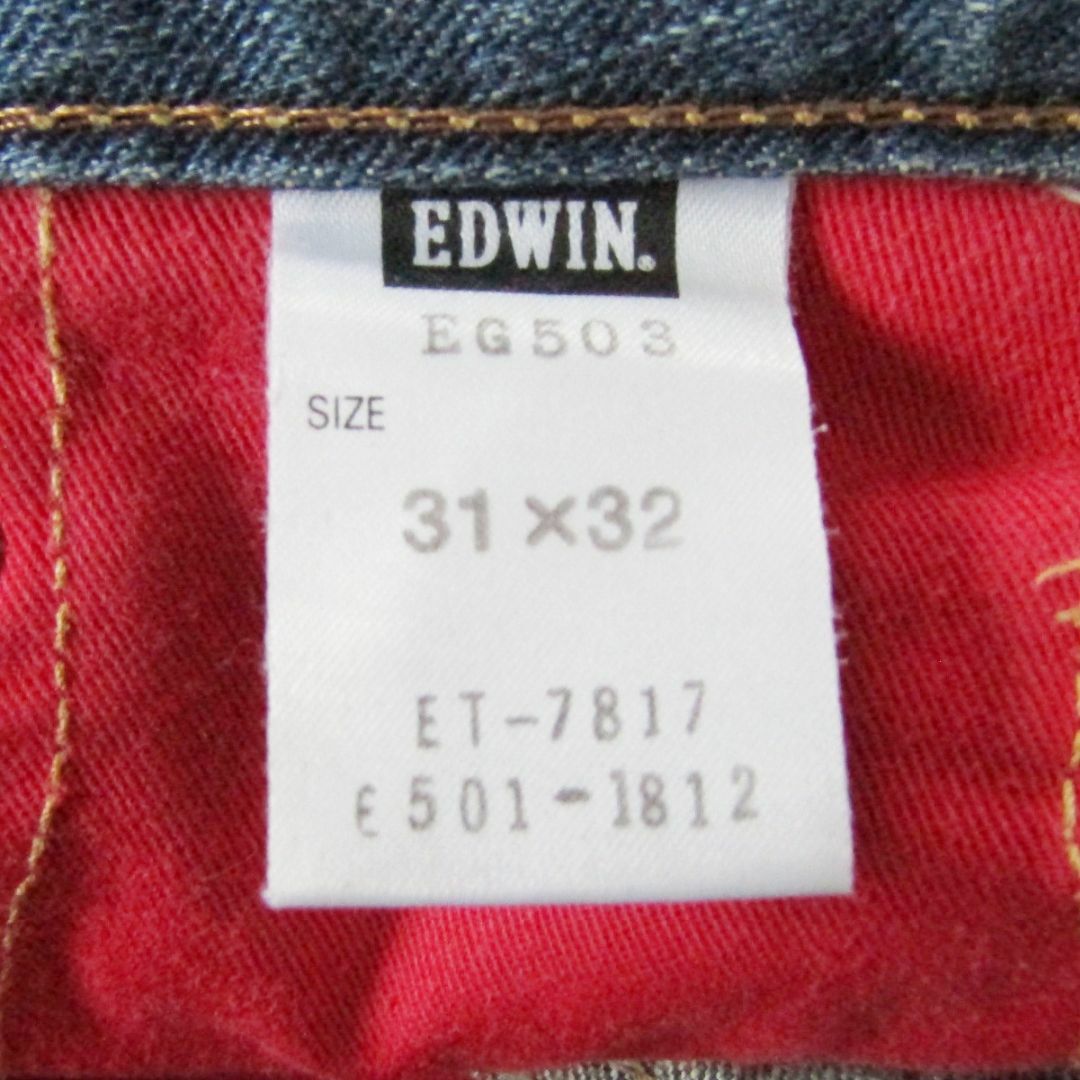 EDWIN.
EG503
SIZE
31×32
ET-7817
E501-1812